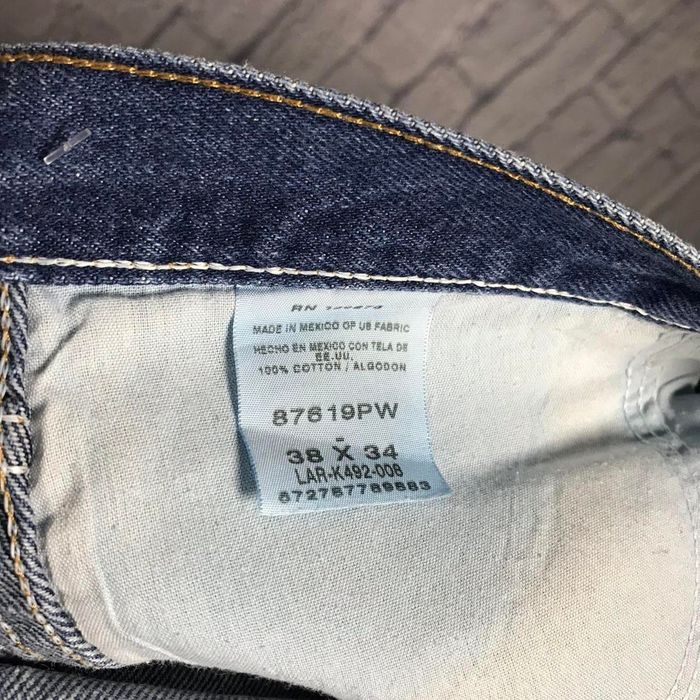 RN
MADE IN MEXICO OF US FABRIC
HECHO EN MEXICO CON TELA DE
EE.UU.
100% COTTON / ALGODON
87619PW
-
38 X 34
LAR-K492-008